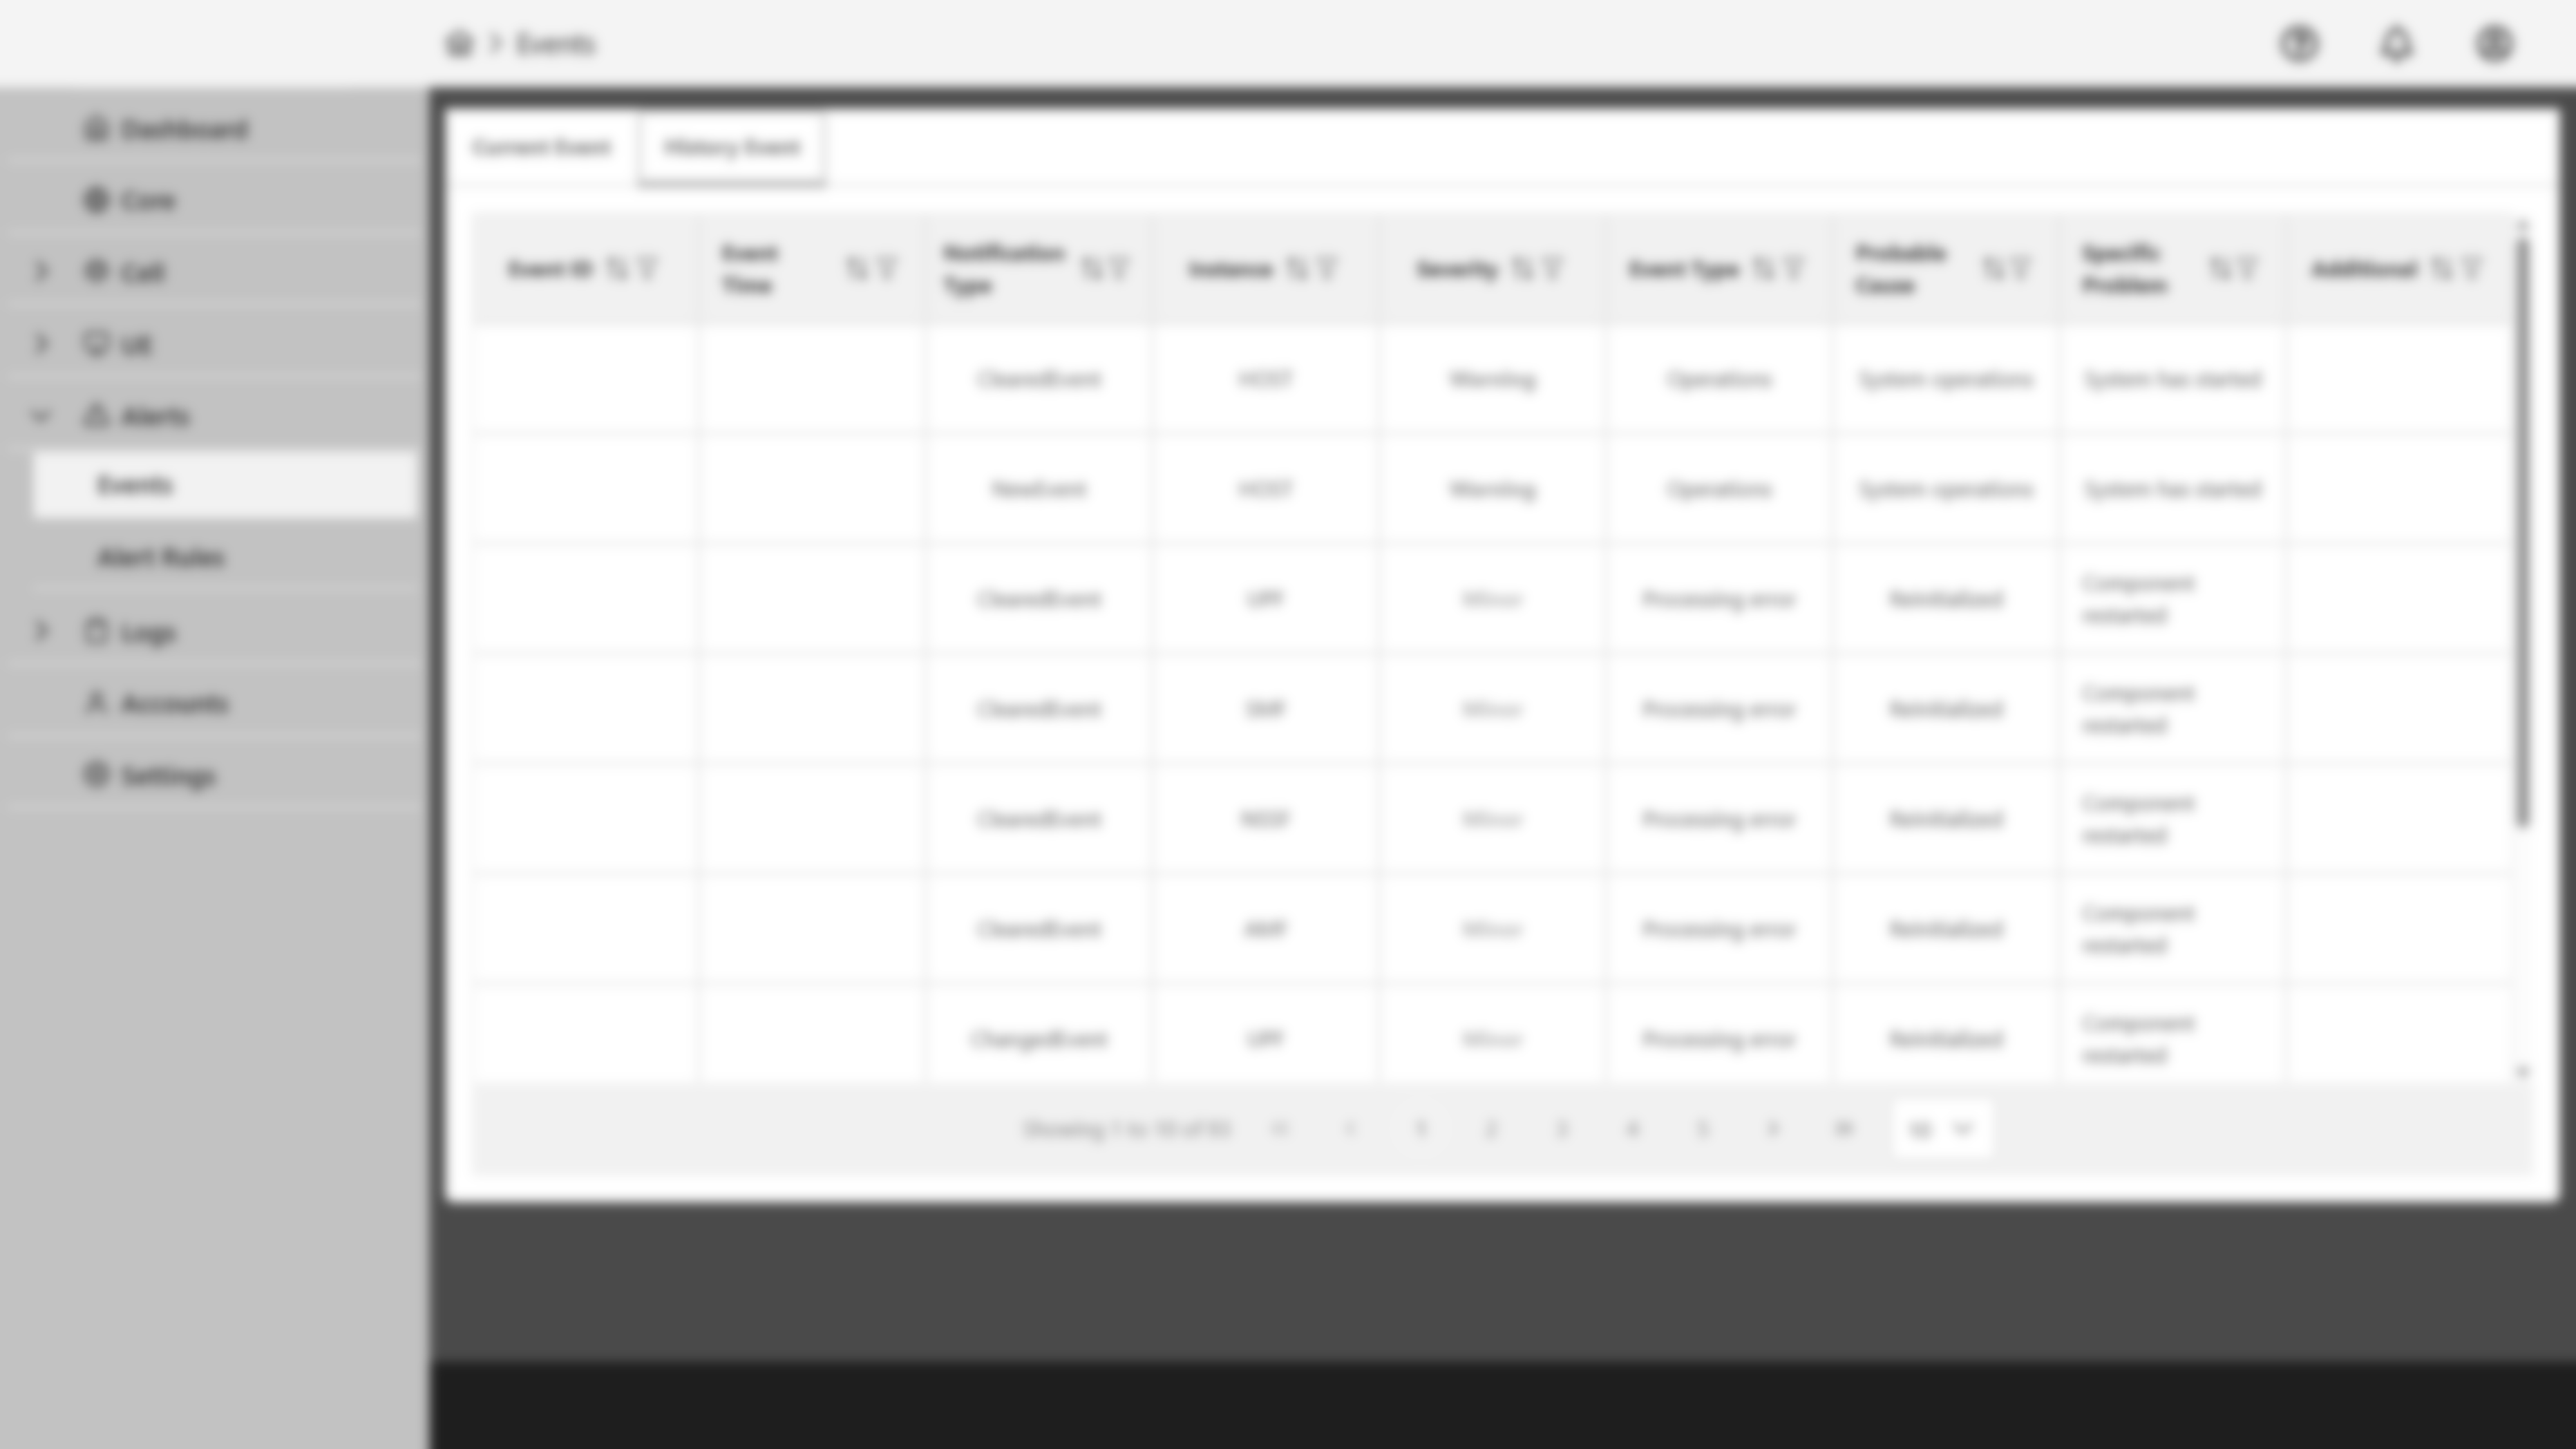 Events
Dashboard
Core
Cell
UE
Alerts
Events
Alert Rules
Logs
Accounts
Settings
Current Event
History Event
Event ID
Event
Time
Notification
Type
Instance
Severity
Event Type
Probable
Cause
Specific
Problem
Additional
ClearedEvent HOST Warning Operations System operations System has started
NewEvent HOST Warning Operations System operations System has started
ClearedEvent UPF Minor Processing error Reinitialized Component
restarted
ClearedEvent SMF Minor Processing error Reinitialized Component
restarted
ClearedEvent Minor Processing error Reinitialized Component
restarted
ClearedEvent AMF Minor Processing error Reinitialized Component
restarted
ChangedEvent UPF Minor Processing error Reinitialized Component
restarted
Showing 1 to 10 of 1 2 3 4 5 10